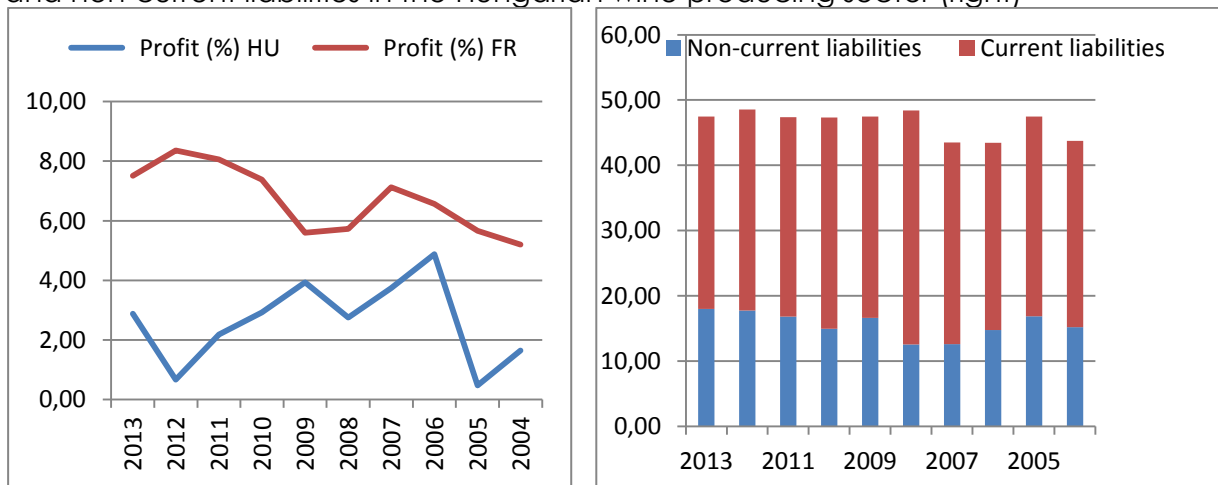 and non-current liabilities in the Hungarian wine-producing sector (right)
Profit (%) HU Profit (%) FR
10,00
8,00
6,00
4,00
2,00
0,00
2013 2012 2011 2010 2009 2008 2007 2006 2005 2004
60,00
Non-current liabilities Current liabilities
50,00
40,00
30,00
20,00
10,00
0,00
2013 2011 2009 2007 2005